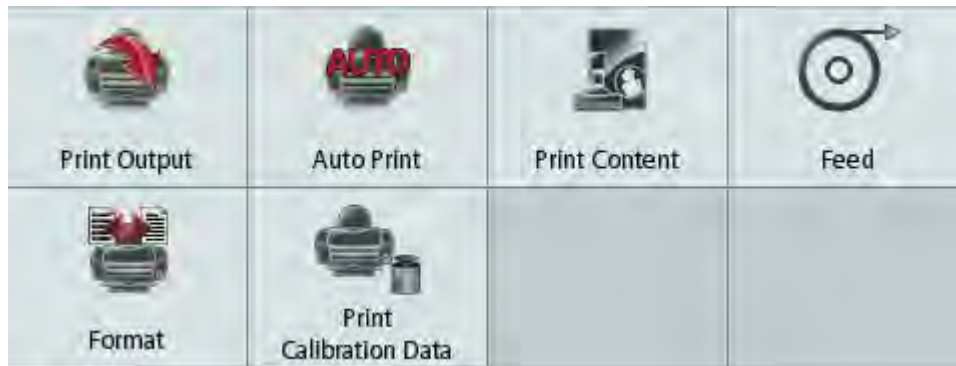 AUTO
Print Output
Auto Print
Print Content
Feed
Format
Print
Calibration Data